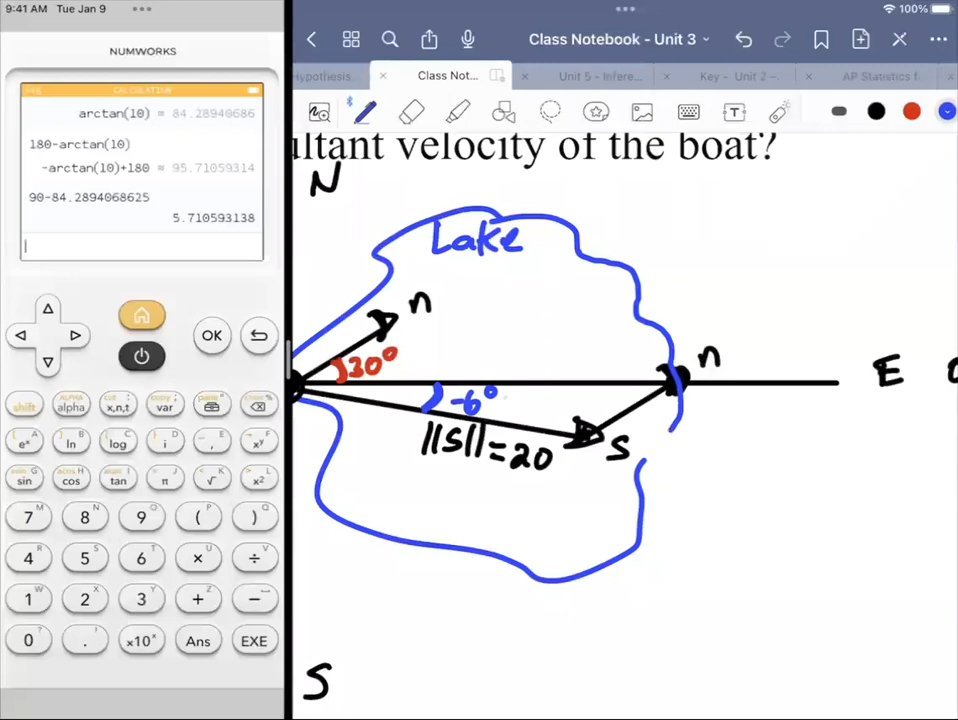 9:41 AM Tue Jan 9
100%
NUMWORKS
CALCULATION
arctan(10) = 84.28940686
180-arctan(10)
-arctan(10)+180 = 95.71059314
90-84.2894068625
5.710593138
OK
shift
alpha
x,n,t
var
ln
log
i
,
sin
cos
tan
π
√
7 8 9 ( )
4 5 6 × ÷
1 2 3 + −
0 . ×10ˣ Ans EXE
Class Notebook - Unit 3
Hypothesis
Class Not...
Unit 5 - Infere...
Key - Unit 2 –
AP Statistics
ultant velocity of the boat?
N
Lake
n
30°
n
E
-6°
||S||=20
S
S